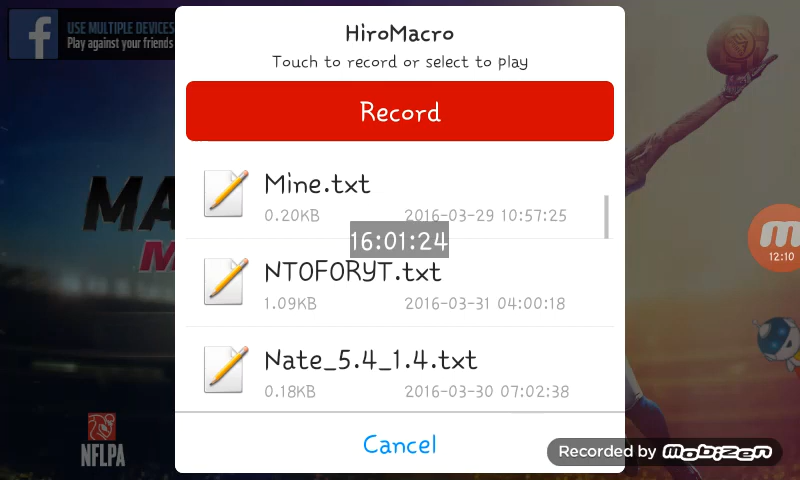 USE MULTIPLE DEVICES
Play against your friends
HiroMacro
Touch to record or select to play
Record
Mine.txt
0.20KB 2016-03-29 10:57:25
16:01:24
NTOFORYT.txt
1.09KB 2016-03-31 04:00:18
12:10
Nate_5.4_1.4.txt
0.18KB 2016-03-30 07:02:38
Cancel
NFLPA
Recorded by mobizen